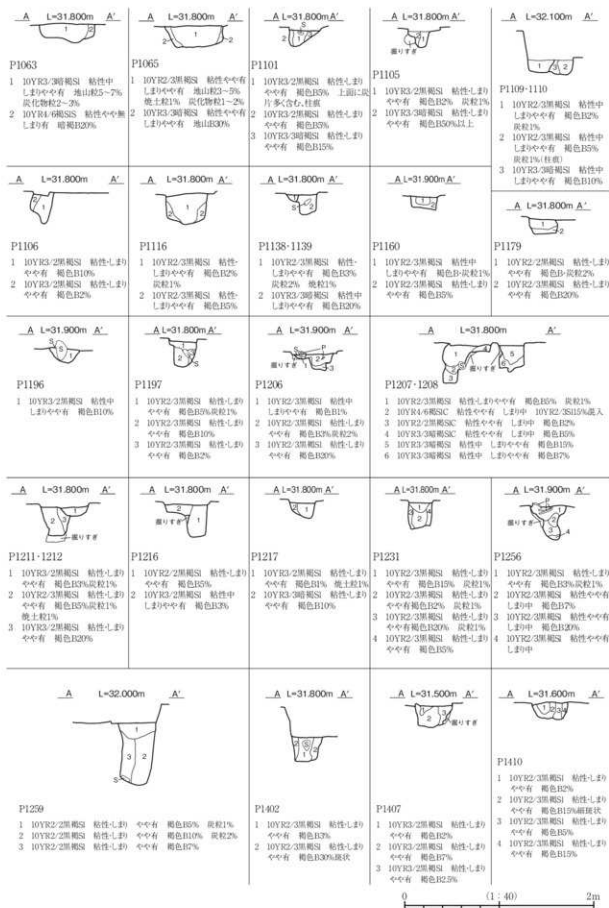 A L=31.800m A'
1
2
P1063
1 10YR3/3暗褐SI 粘性中
しまりやや有 地山粒5~7%
炭化物粒2~3%
2 10YR4/6褐SIS 粘性やや無
しまり有 暗褐B20%
A L=31.800m A'
1
2
2
P1065
1 10YR2/3黒褐SI 粘性やや有
しまりやや有 地山粒3~5%
焼土粒1% 炭化物粒1~2%
2 10YR3/3暗褐SI 粘性やや有
しまりやや有 地山B30%
A L=31.800m A'
S
P1101
1 10YR3/2黒褐SI 粘性・しまり
やや有 褐色B5% 上面に炭
片多く含む、柱痕
2 10YR3/2黒褐SI 粘性・しまり
やや有 褐色B5%
3 10YR3/3暗褐SI 粘性・しまり
やや有 褐色B15%
A L=31.800m A'
掘りすぎ
P1105
1 10YR2/3黒褐SI 粘性・しまり
やや有 褐色B2% 炭粒1%
2 10YR3/3暗褐SI 粘性・しまり
やや有 褐色B50%以上
A L=32.100m A'
1
2
3
P1109・1110
1 10YR2/3黒褐SI 粘性中
しまりやや有 褐色B2%
炭粒1%
2 10YR2/3黒褐SI 粘性中
しまりやや有 褐色B5%
炭粒1%(柱痕)
3 10YR3/3暗褐SI 粘性中
しまりやや有 褐色B10%
A L=31.800m A'
2
1
P1106
1 10YR3/2黒褐SI 粘性・しまり
やや有 褐色B10%
2 10YR2/3黒褐SI 粘性・しまり
やや有 褐色B2%
A L=31.800m A'
1
2
P1116
1 10YR2/3黒褐SI 粘性・
しまりやや有 褐色B2%
炭粒1%
2 10YR2/3黒褐SI 粘性・
しまりやや有 褐色B5%
A L=31.800m A'
1
S
2
P1138・1139
1 10YR2/3黒褐SI 粘性・
しまりやや有 褐色B3%
炭粒2% 焼粒1%
2 10YR3/3暗褐SI 粘性中
しまりやや有 褐色B20%
A L=31.900m A'
1
2
P1160
1 10YR2/3黒褐SI 粘性中
しまりやや有 褐色B・炭粒1%
2 10YR2/3黒褐SI 粘性・しまり
やや有 褐色B5%
A L=31.800m A'
1
2
P1179
1 10YR2/2黒褐SI 粘性・しまり
やや有 褐色B・炭粒2%
2 10YR2/3黒褐SI 粘性・しまり
やや有 褐色B20%
A L=31.900m A'
S
S
1
P1196
1 10YR3/2黒褐SI 粘性中
しまりやや有 褐色B10%
A L=31.800m A'
S
P1197
1 10YR2/3黒褐SI 粘性・しまり
やや有 褐色B5%炭粒1%
2 10YR2/3黒褐SI 粘性・しまり
やや有 褐色B10%
3 10YR2/3黒褐SI 粘性・しまり
やや有 褐色B2%
A L=31.900m A'
S
P
1
2
3
P1206
1 10YR2/3黒褐SI 粘性中
しまりやや有 褐色B1%
2 10YR2/3黒褐SI 粘性・しまり
やや有 褐色B3%炭粒2%
3 10YR2/3黒褐SI 粘性・しまり
やや有 褐色B20%
A L=31.800m A'
1
4
2
3
掘りすぎ
6
5
P1207・1208
1 10YR2/3黒褐SI 粘性・しまりやや有 褐色B5% 炭粒1%
2 10YR4/6褐SIC 粘性やや有 しまり中 10YR2/3SI15%混入
3 10YR2/2黒褐SIC 粘性やや有 しまり中 褐色B2%
4 10YR3/3暗褐SIC 粘性やや有 しまり中 褐色B5%
5 10YR3/3暗褐SI 粘性中 しまりやや有 褐色B15%
6 10YR3/3暗褐SI 粘性中 しまりやや有 褐色B7%
A L=31.800m A'
1
2
3
掘りすぎ
P1211・1212
1 10YR3/2黒褐SI 粘性・しまり
やや有 褐色B3%炭粒1%
2 10YR2/3黒褐SI 粘性・しまり
やや有 褐色B5%炭粒1%
焼土粒1%
3 10YR3/2黒褐SI 粘性・しまり
やや有 褐色B20%
A L=31.800m A'
2
掘りすぎ
1
P1216
1 10YR2/2黒褐SI 粘性・しまり
やや有 褐色B5%
2 10YR3/2黒褐SI 粘性中
しまりやや有 褐色B3%
A L=31.800m A'
1
2
P1217
1 10YR3/2黒褐SI 粘性・しまり
やや有 褐色B1% 焼土粒1%
2 10YR3/3暗褐SI 粘性・しまり
やや有 褐色B10%
A L=31.800m A'
3
1
4
2
P1231
1 10YR2/3黒褐SI 粘性・しまり
やや有 褐色B15% 炭粒1%
2 10YR2/3黒褐SI 粘性・しまり
やや有褐色B2% 炭粒1%
3 10YR2/3黒褐SI 粘性・しまり
やや有褐色B20% 炭粒1%
4 10YR2/3黒褐SI 粘性・しまり
やや有 褐色B5%
A L=31.900m A'
P
掘りすぎ
4
P1256
1 10YR2/3黒褐SI 粘性・しまり
やや有 褐色B3%炭粒1%
2 10YR2/3黒褐SI 粘性やや有
しまり中 褐色B7%
3 10YR2/3黒褐SI 粘性やや有
しまり中 褐色B20%
4 10YR2/3黒褐SI 粘性やや有
しまり中
A L=32.000m A'
1
3
2
S
P1259
1 10YR2/2黒褐SI 粘性・しまり やや有 褐色B5% 炭粒1%
2 10YR2/2黒褐SI 粘性・しまり やや有 褐色B10% 炭粒2%
3 10YR2/2黒褐SI 粘性・しまり やや有 褐色B7%
A L=31.800m A'
2
S
2
1
P1402
1 10YR2/3黒褐SI 粘性・しまり
やや有 褐色B3%
2 10YR2/3黒褐SI 粘性・しまり
やや有 褐色B30%斑状
A L=31.500m A'
2
3
掘りすぎ
P1407
1 10YR3/2黒褐SI 粘性・しまり
やや有 褐色B2%
2 10YR2/3黒褐SI 粘性・しまり
やや有 褐色B7%
3 10YR2/3黒褐SI 粘性・しまり
やや有 褐色B2.5%
A L=31.600m A'
1
2
3
4
P1410
1 10YR2/3黒褐SI 粘性・しまり
やや有 褐色B2%
2 10YR2/3黒褐SI 粘性・しまり
やや有 褐色B15%細斑状
3 10YR2/3黒褐SI 粘性・しまり
やや有 褐色B5%
4 10YR2/3黒褐SI 粘性・しまり
やや有 褐色B15%
0 (1:40) 2m